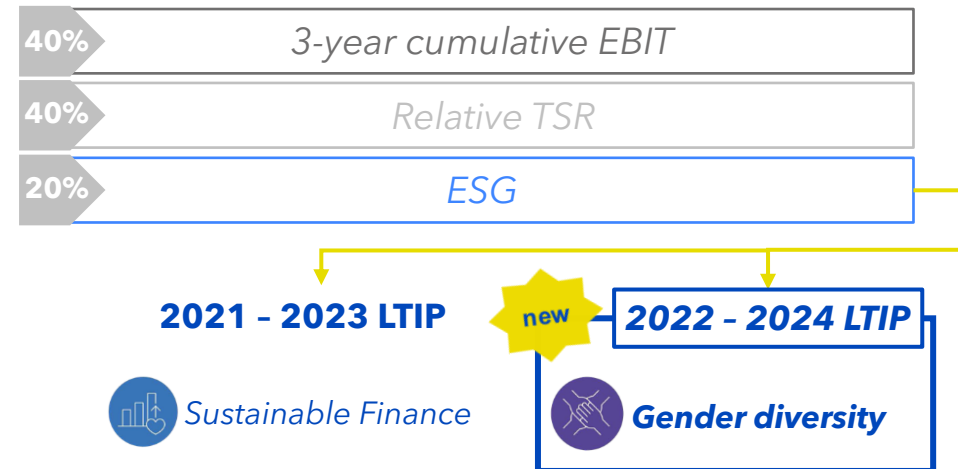 40% 3-year cumulative EBIT
40% Relative TSR
20% ESG
2021 – 2023 LTIP new 2022 – 2024 LTIP
Sustainable Finance Gender diversity